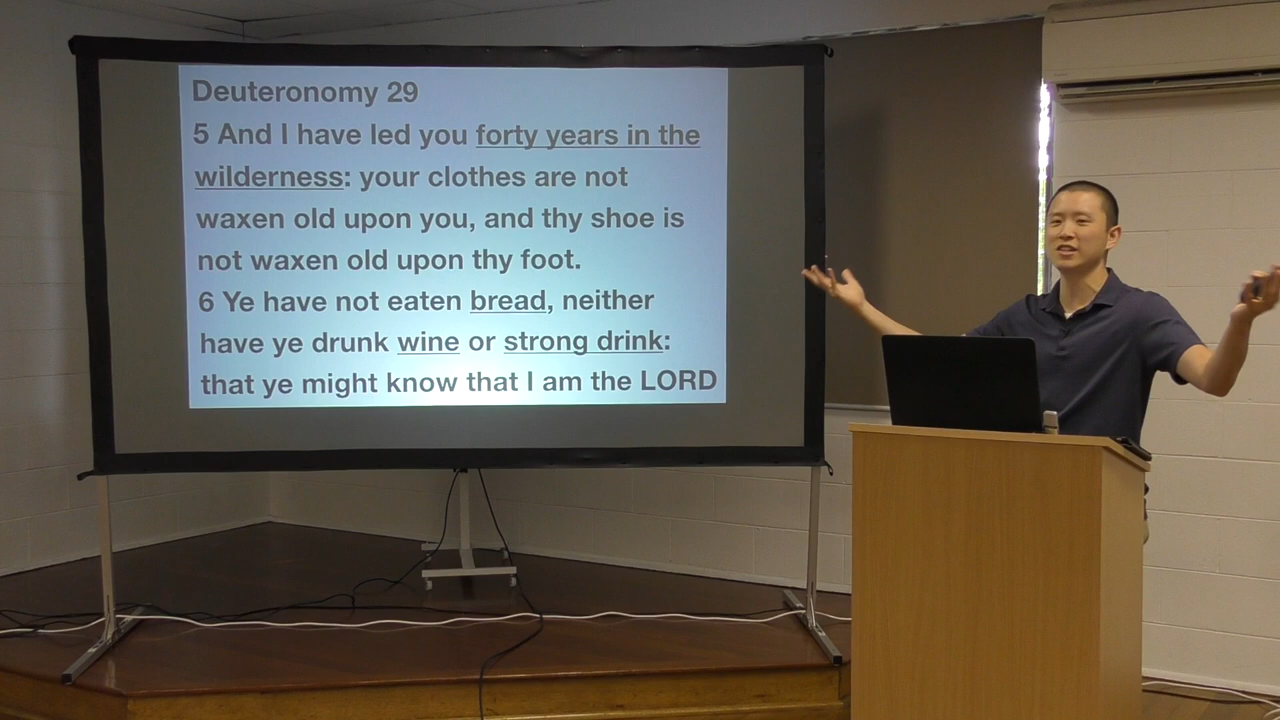 Deuteronomy 29
5 And I have led you forty years in the
wilderness: your clothes are not
waxen old upon you, and thy shoe is
not waxen old upon thy foot.
6 Ye have not eaten bread, neither
have ye drunk wine or strong drink:
that ye might know that I am the LORD